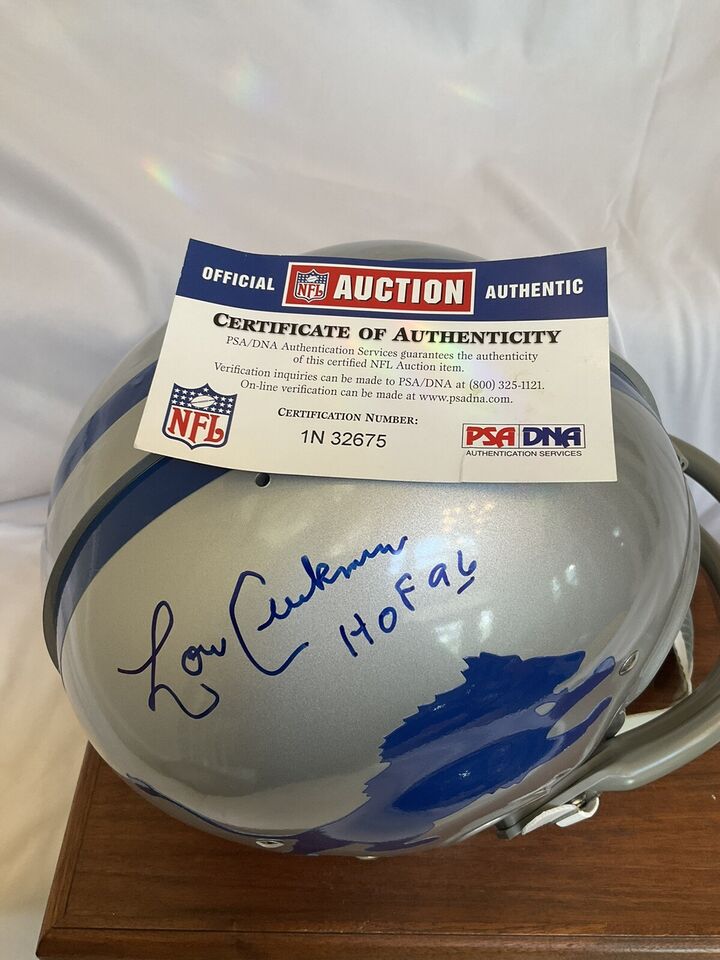 OFFICIAL NFL AUCTION AUTHENTIC
CERTIFICATE OF AUTHENTICITY
PSA/DNA Authentication Services guarantees the authenticity
of this certified NFL Auction item.
Verification inquiries can be made to PSA/DNA at (800) 325-1121.
On-line verification can be made at www.psadna.com.
CERTIFICATION NUMBER:
1N 32675
NFL
PSA DNA
AUTHENTICATION SERVICES
Lou Creekmur
HOF 96